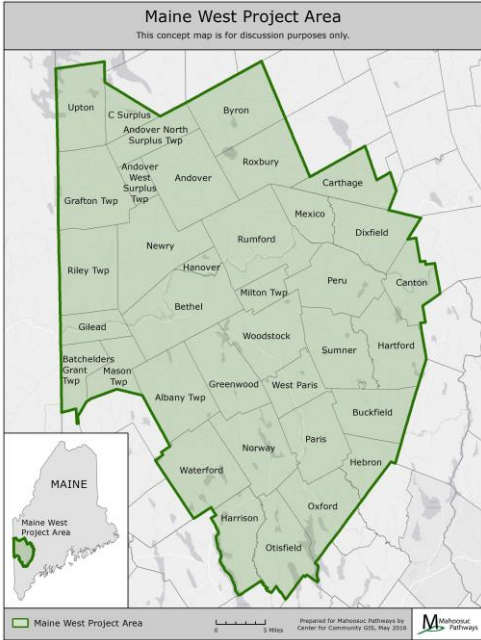 Maine West Project Area
This concept map is for discussion purposes only.
Upton
C Surplus
Byron
Andover North
Surplus Twp
Andover
West
Surplus
Twp
Andover
Roxbury
Carthage
Grafton Twp
Mexico
Dixfield
Newry
Rumford
Riley Twp
Hanover
Peru
Canton
Milton Twp
Bethel
Gilead
Woodstock
Sumner
Hartford
Batchelders
Grant
Twp
Mason
Twp
Albany Twp
Greenwood
West Paris
Buckfield
Norway
Paris
Hebron
Waterford
Harrison
Oxford
Otisfield
MAINE
Maine West
Project Area
Maine West Project Area
0 5 Miles
Prepared for Mahoosuc Pathways by
Center for Community GIS, May 2016
Mahoosuc
Pathways